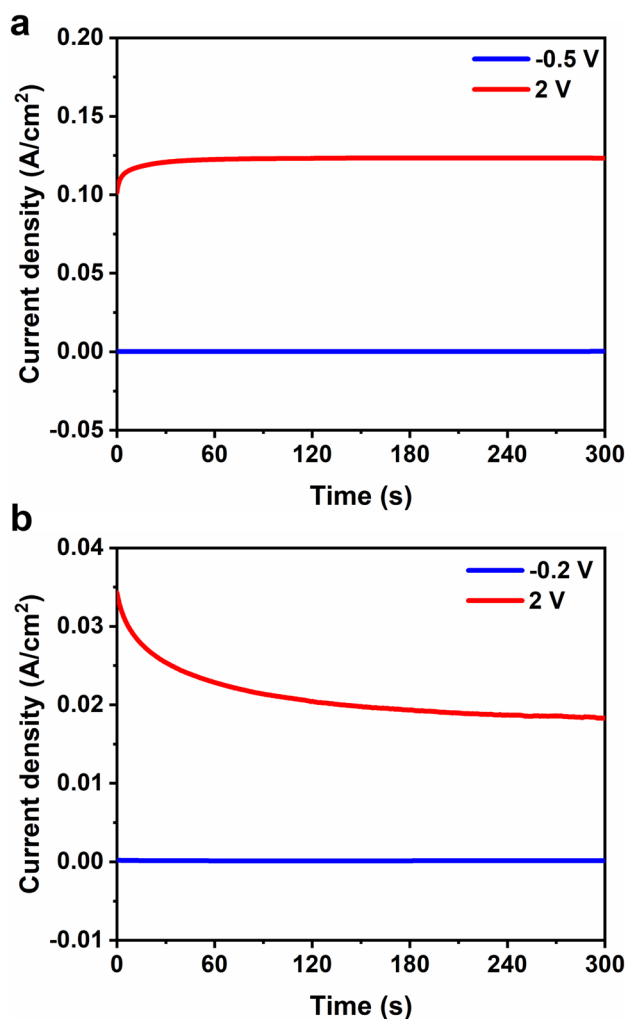 a
Current density (A/cm²)
0.20
0.15
0.10
0.05
0.00
-0.05
-0.5 V
2 V
0 60 120 180 240 300
Time (s)
b
Current density (A/cm²)
0.04
0.03
0.02
0.01
0.00
-0.01
-0.2 V
2 V
0 60 120 180 240 300
Time (s)